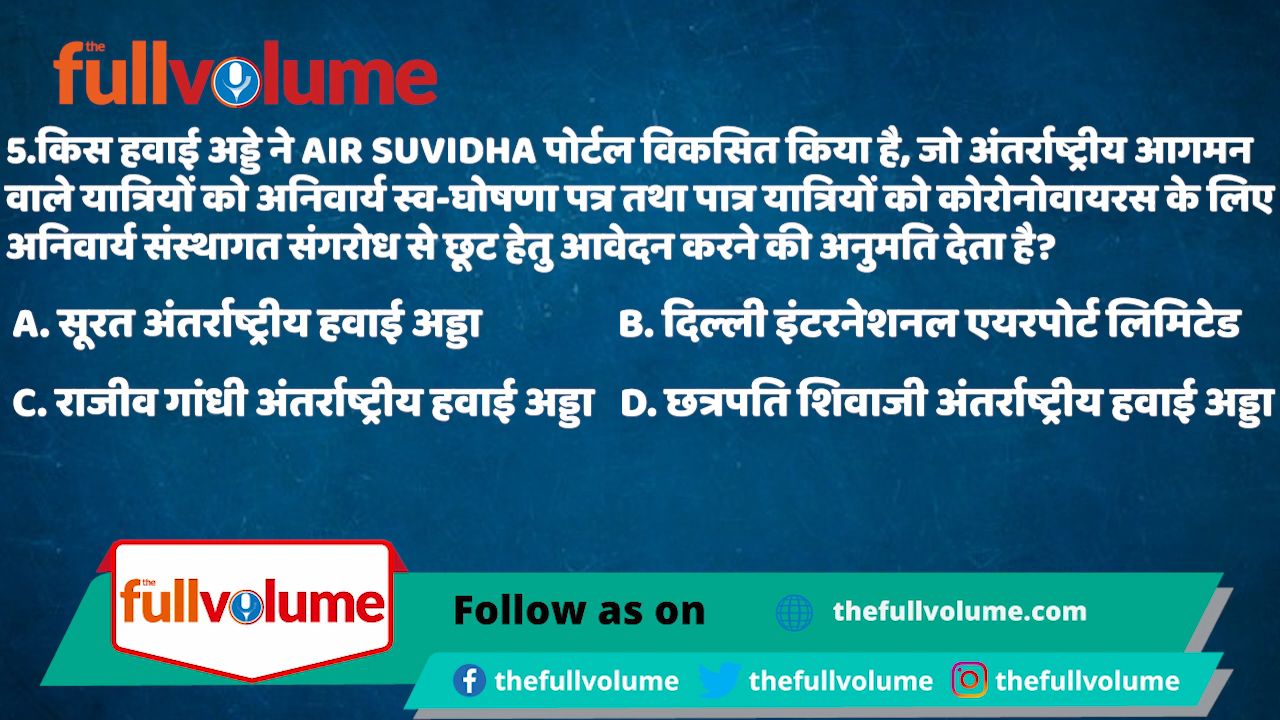 the
fullvolume
5.किस हवाई अड्डे ने AIR SUVIDHA पोर्टल विकसित किया है, जो अंतर्राष्ट्रीय आगमन
वाले यात्रियों को अनिवार्य स्व-घोषणा पत्र तथा पात्र यात्रियों को कोरोनोवायरस के लिए
अनिवार्य संस्थागत संगरोध से छूट हेतु आवेदन करने की अनुमति देता है?
A. सूरत अंतर्राष्ट्रीय हवाई अड्डा B. दिल्ली इंटरनेशनल एयरपोर्ट लिमिटेड
C. राजीव गांधी अंतर्राष्ट्रीय हवाई अड्डा D. छत्रपति शिवाजी अंतर्राष्ट्रीय हवाई अड्डा
the
fullvolume
Follow as on thefullvolume.com
thefullvolume thefullvolume thefullvolume